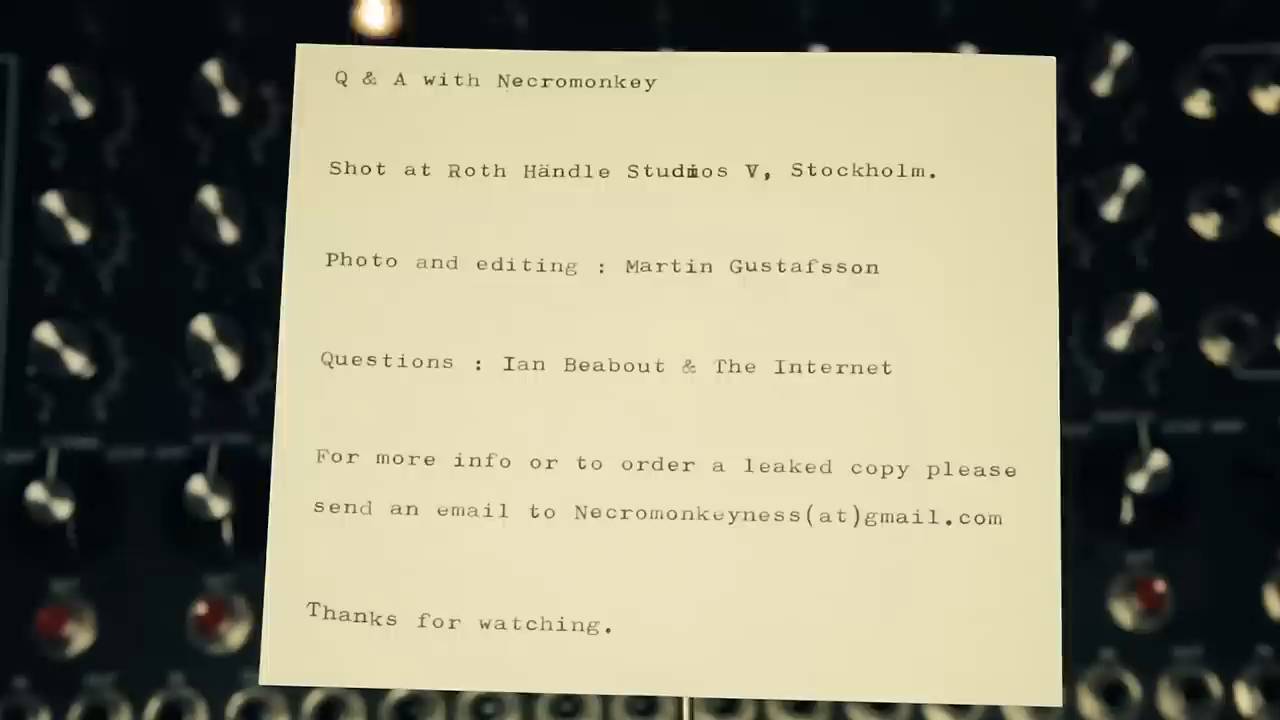 Q & A with Necromonkey
Shot at Roth Händle Studios V, Stockholm.
Photo and editing : Martin Gustafsson
Questions : Ian Beabout & The Internet
For more info or to order a leaked copy please
send an email to Necromonkeyness(at)gmail.com
Thanks for watching.